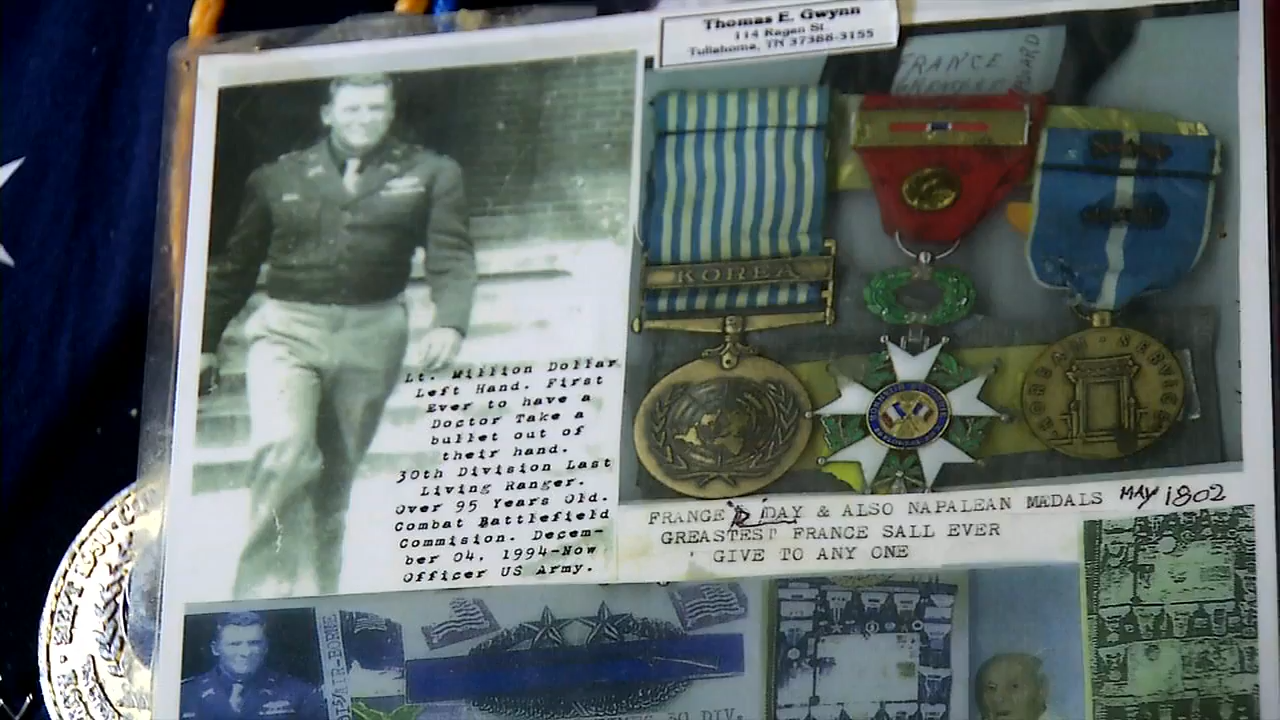 Thomas E. Gwynn
114 Ragen St
Tullahoma, TN 37388-3155
FRANCE
KOREA
KOREAN SERVICE
Lt. Million Dollar
Left Hand. First
Ever to have a
Doctor Take a
bullet out of
their hand.
30th Division Last
Living Ranger.
Over 95 Years Old.
Combat Battlefield
Commision. Decem-
ber 04, 1994-Now
Officer US Army.
FRANCE D DAY & ALSO NAPALEAN MEDALS MAY 1802
GREASTEST FRANCE SALL EVER
GIVE TO ANY ONE
30 DIV.